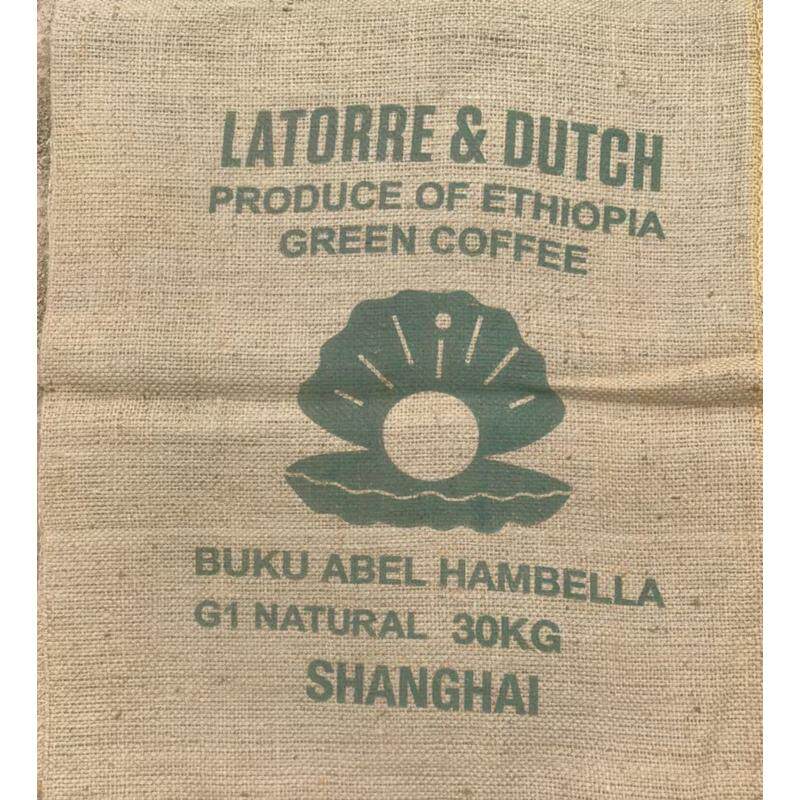 LATORRE & DUTCH
PRODUCE OF ETHIOPIA
GREEN COFFEE
BUKU ABEL HAMBELLA
G1 NATURAL 30KG
SHANGHAI